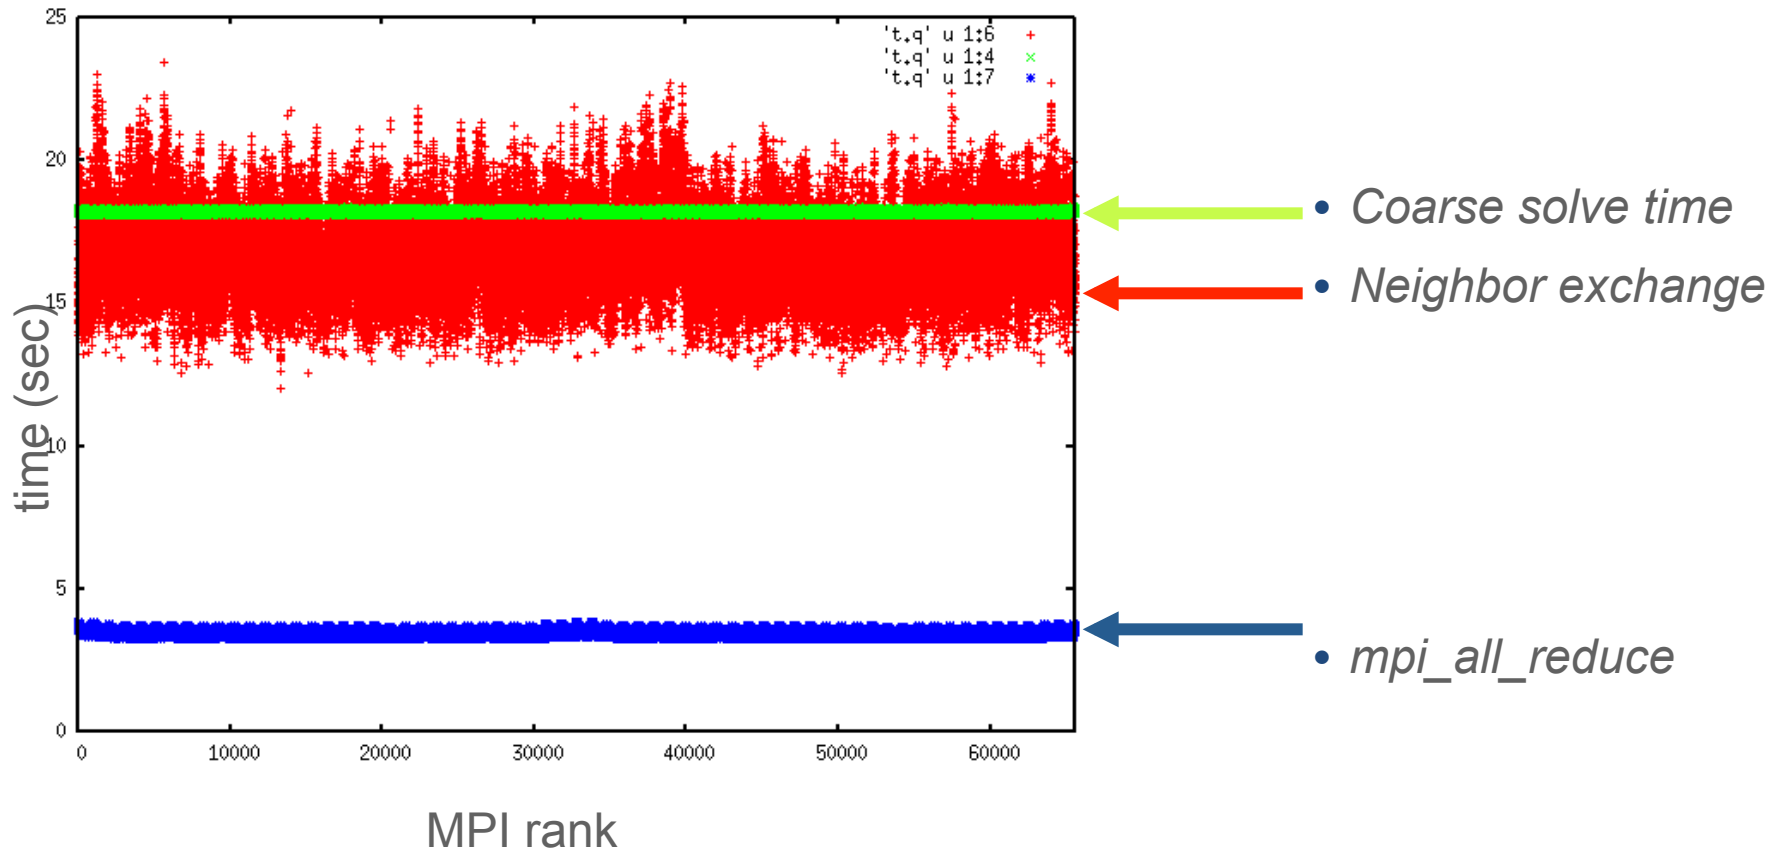 25
20
15
10
5
0
time (sec)
't.q' u 1:6
't.q' u 1:4
't.q' u 1:7
0 10000 20000 30000 40000 50000 60000
MPI rank
• Coarse solve time
• Neighbor exchange
• mpi_all_reduce